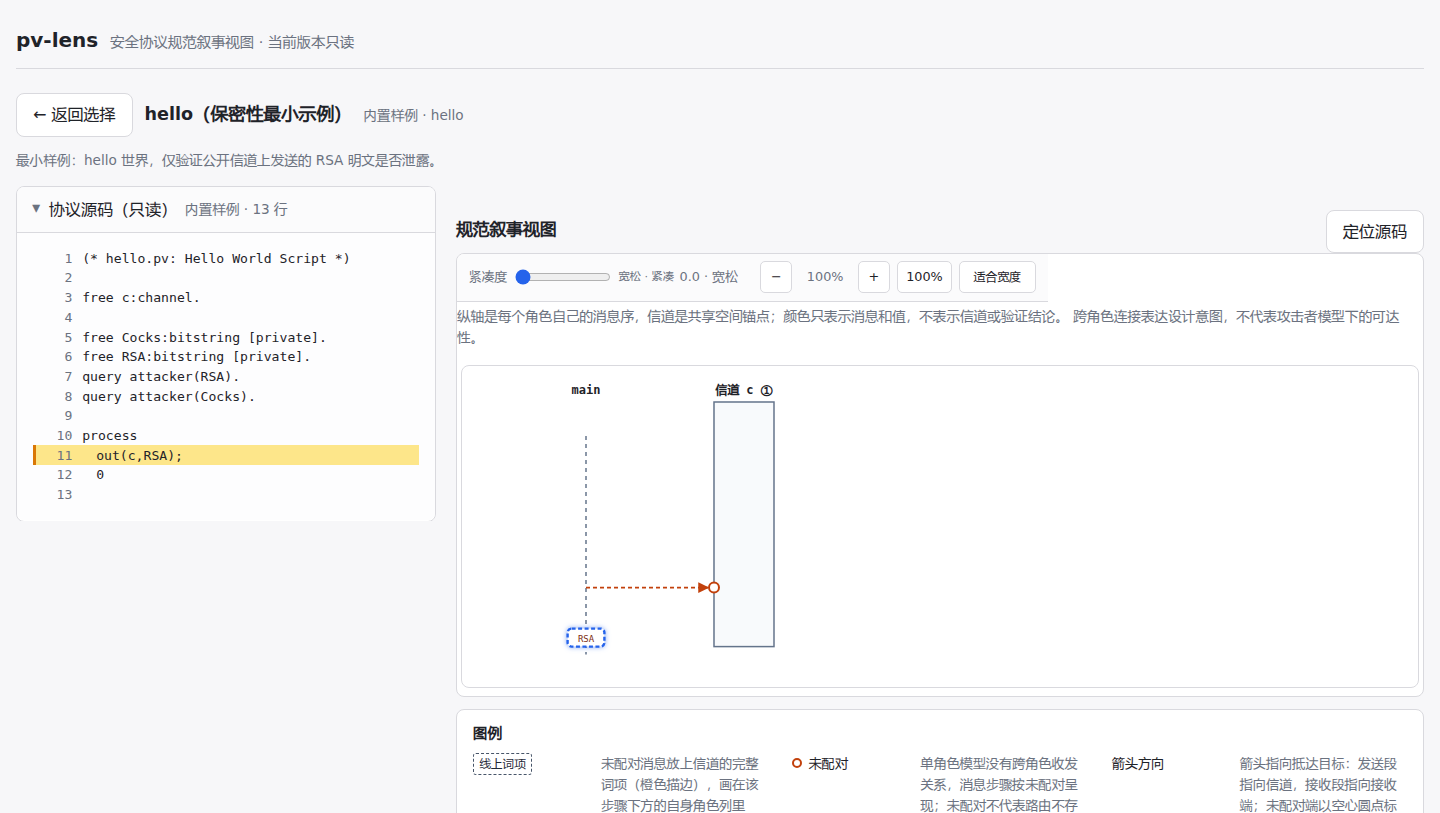 pv-lens 安全协议规范叙事视图 · 当前版本只读
← 返回选择 hello（保密性最小示例） 内置样例 · hello
最小样例：hello 世界，仅验证公开信道上发送的 RSA 明文是否泄露。
▼ 协议源码（只读） 内置样例 · 13 行
1 (* hello.pv: Hello World Script *)
2
3 free c:channel.
4
5 free Cocks:bitstring [private].
6 free RSA:bitstring [private].
7 query attacker(RSA).
8 query attacker(Cocks).
9
10 process
11 out(c,RSA);
12 0
13
规范叙事视图 定位源码
紧凑度 宽松 · 紧凑 0.0 · 宽松 − 100% + 100% 适合宽度
纵轴是每个角色自己的消息序，信道是共享空间锚点；颜色只表示消息和值，不表示信道或验证结论。 跨角色连接表达设计意图，不代表攻击者模型下的可达
性。
main 信道 c ①
RSA
图例
线上词项
未配对消息放上信道的完整
词项（橙色描边），画在该
步骤下方的自身角色列里
未配对
单角色模型没有跨角色收发
关系，消息步骤按未配对呈
现；未配对不代表路由不存
箭头方向
箭头指向抵达目标：发送段
指向信道，接收段指向接收
端；未配对端以空心圆点标